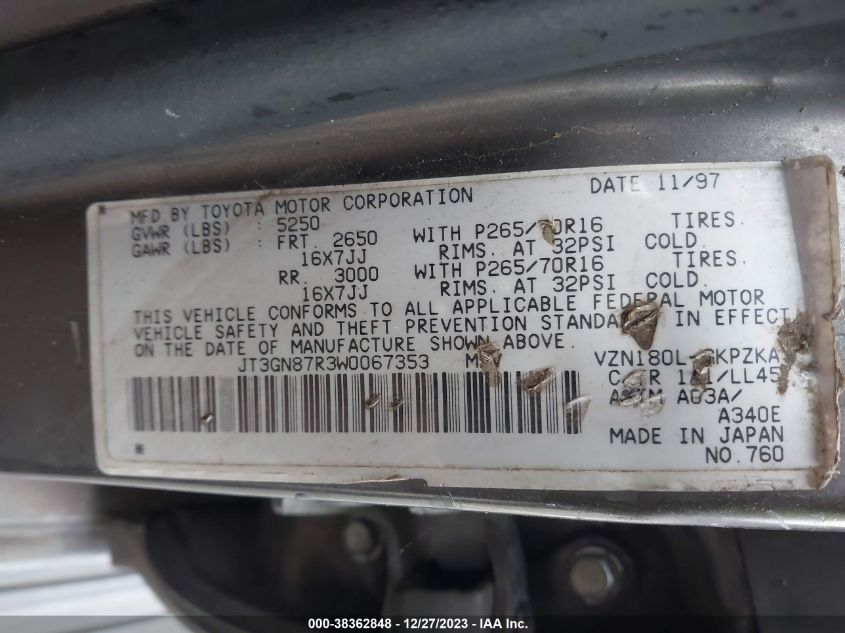 DATE 11/97
MFD.BY TOYOTA MOTOR CORPORATION
GVWR (LBS) : 5250
GAWR (LBS) : FRT. 2650 WITH P265/70R16 TIRES.
16X7JJ RIMS. AT 32PSI COLD.
RR. 3000 WITH P265/70R16 TIRES.
16X7JJ RIMS. AT 32PSI COLD.
THIS VEHICLE CONFORMS TO ALL APPLICABLE FEDERAL MOTOR
VEHICLE SAFETY AND THEFT PREVENTION IN EFFECT
ON THE DATE OF MANUFACTURE SHOWN ABOVE.
JT3GN87R3W0067353
A340E
MADE IN JAPAN
NO.760
000-38362848 - 12/27/2023 - IAA Inc.